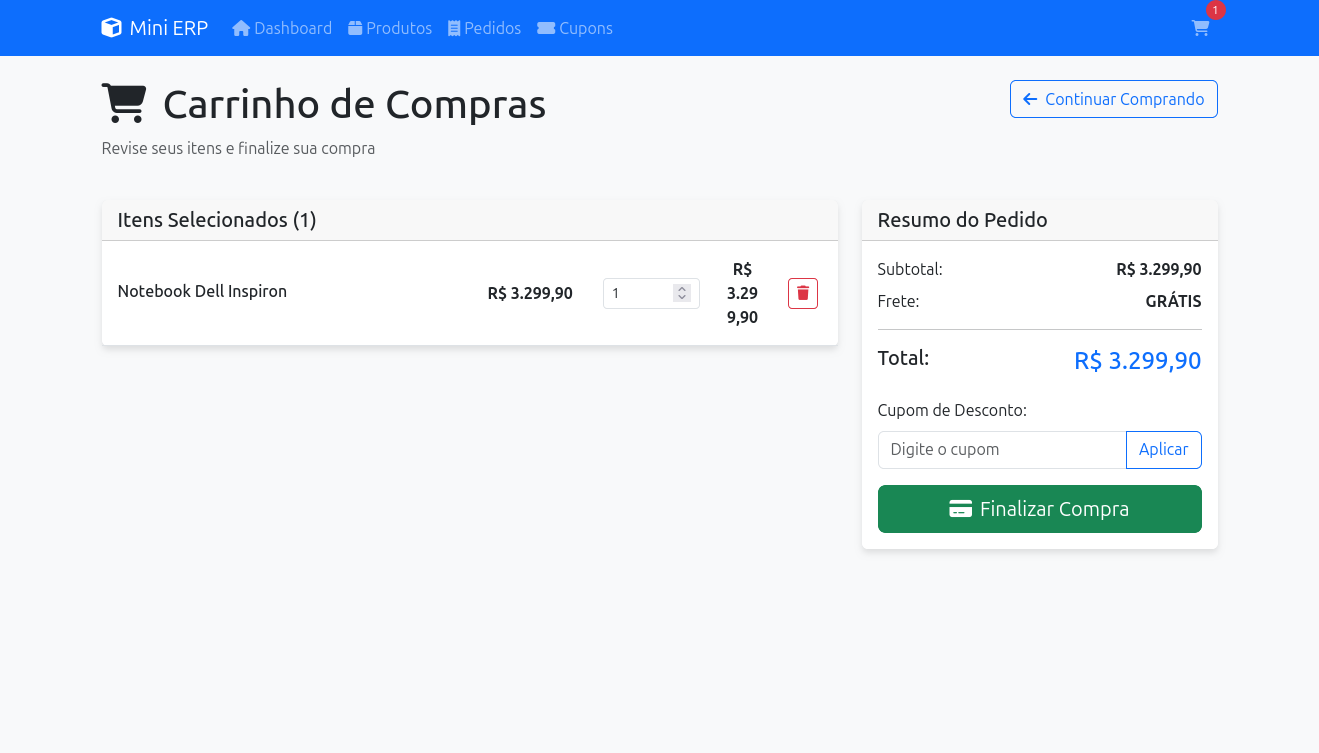 Mini ERP Dashboard Produtos Pedidos Cupons 1
Carrinho de Compras
Continuar Comprando
Revise seus itens e finalize sua compra
Itens Selecionados (1)
Notebook Dell Inspiron
R$ 3.299,90
1
R$
3.29
9,90
Resumo do Pedido
Subtotal: R$ 3.299,90
Frete: GRÁTIS
Total: R$ 3.299,90
Cupom de Desconto:
Digite o cupom Aplicar
Finalizar Compra